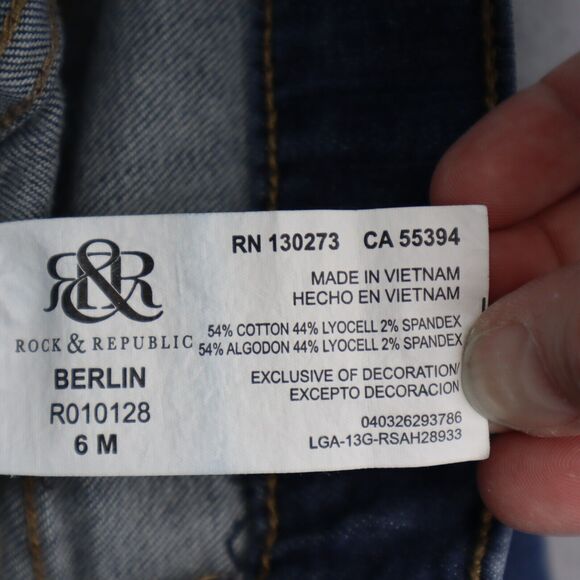 R&R
ROCK & REPUBLIC
BERLIN
R010128
6 M
RN 130273 CA 55394
MADE IN VIETNAM
HECHO EN VIETNAM
54% COTTON 44% LYOCELL 2% SPANDEX
54% ALGODON 44% LYOCELL 2% SPANDEX
EXCLUSIVE OF DECORATION/
EXCEPTO DECORACION
040326293786
LGA-13G-RSAH28933